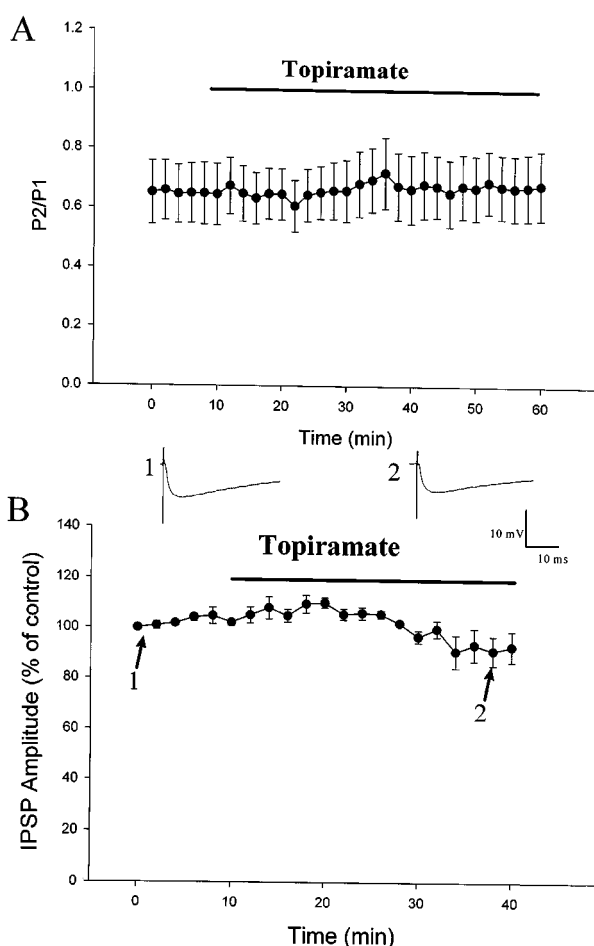 A
Topiramate
1.2
1.0
0.8
0.6
0.4
0.2
0.0
P2/P1
0 10 20 30 40 50 60
Time (min)
1
2
10 mV
10 ms
B
Topiramate
140
120
100
80
60
40
20
0
IPSP Amplitude (% of control)
1
2
0 10 20 30 40
Time (min)